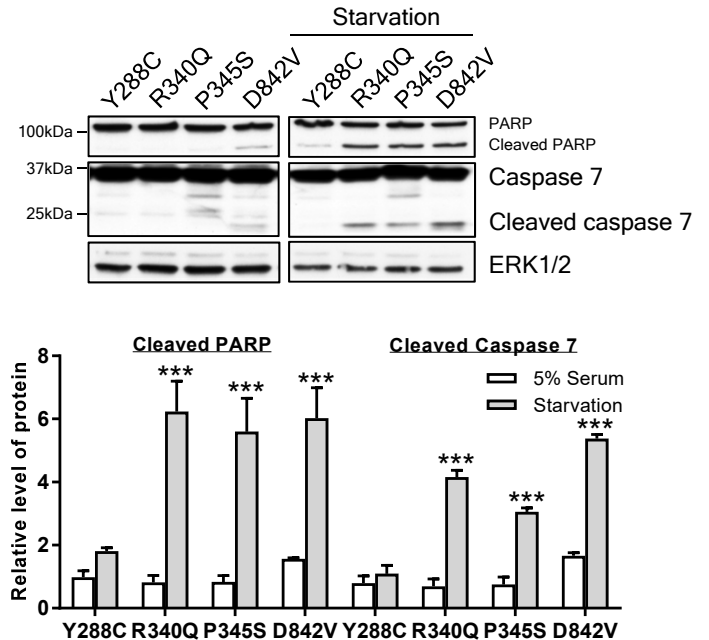 Starvation
Y288C R340Q P345S D842V Y288C R340Q P345S D842V
100kDa PARP
Cleaved PARP
37kDa Caspase 7
25kDa Cleaved caspase 7
ERK1/2
Cleaved PARP Cleaved Caspase 7
8 *** *** *** 5% Serum
Starvation
6 ***
***
4 ***
2
0
Relative level of protein
Y288C R340Q P345S D842V Y288C R340Q P345S D842V